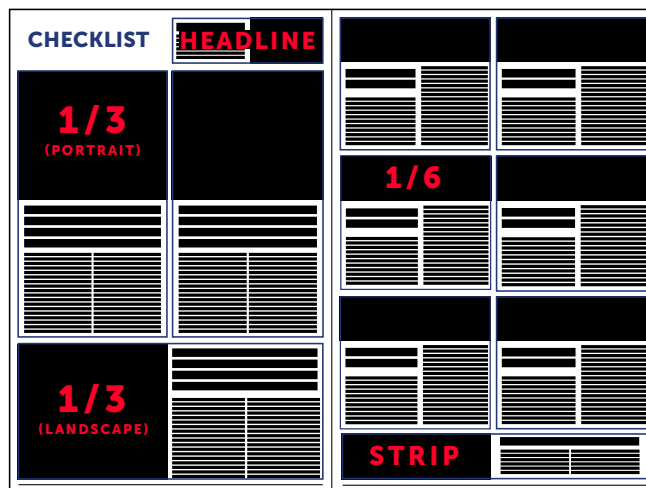 CHECKLIST
HEADLINE
1/3
(PORTRAIT)
1/3
(LANDSCAPE)
1/6
STRIP